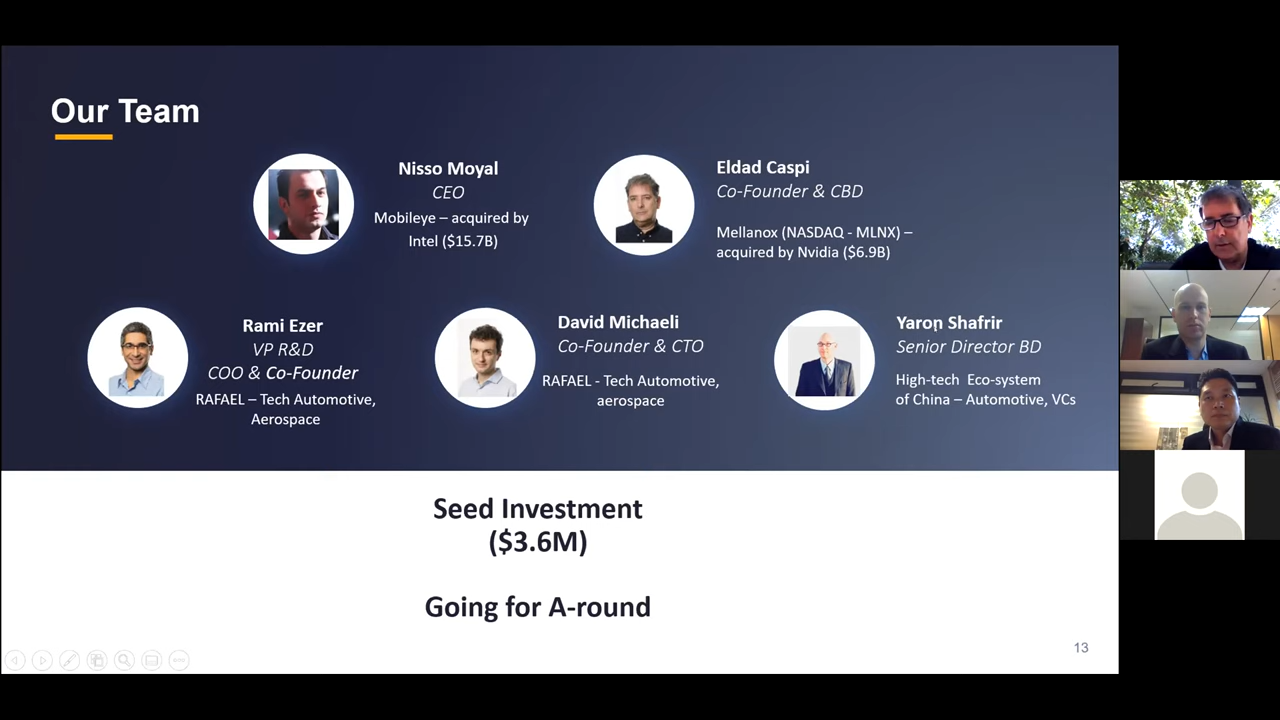 Our Team
Nisso Moyal
CEO
Mobileye – acquired by
Intel ($15.7B)
Eldad Caspi
Co-Founder & CBD
Mellanox (NASDAQ - MLNX) –
acquired by Nvidia ($6.9B)
Rami Ezer
VP R&D
COO & Co-Founder
RAFAEL – Tech Automotive,
Aerospace
David Michaeli
Co-Founder & CTO
RAFAEL - Tech Automotive,
aerospace
Yaron Shafrir
Senior Director BD
High-tech Eco-system
of China – Automotive, VCs
Seed Investment
($3.6M)
Going for A-round
13